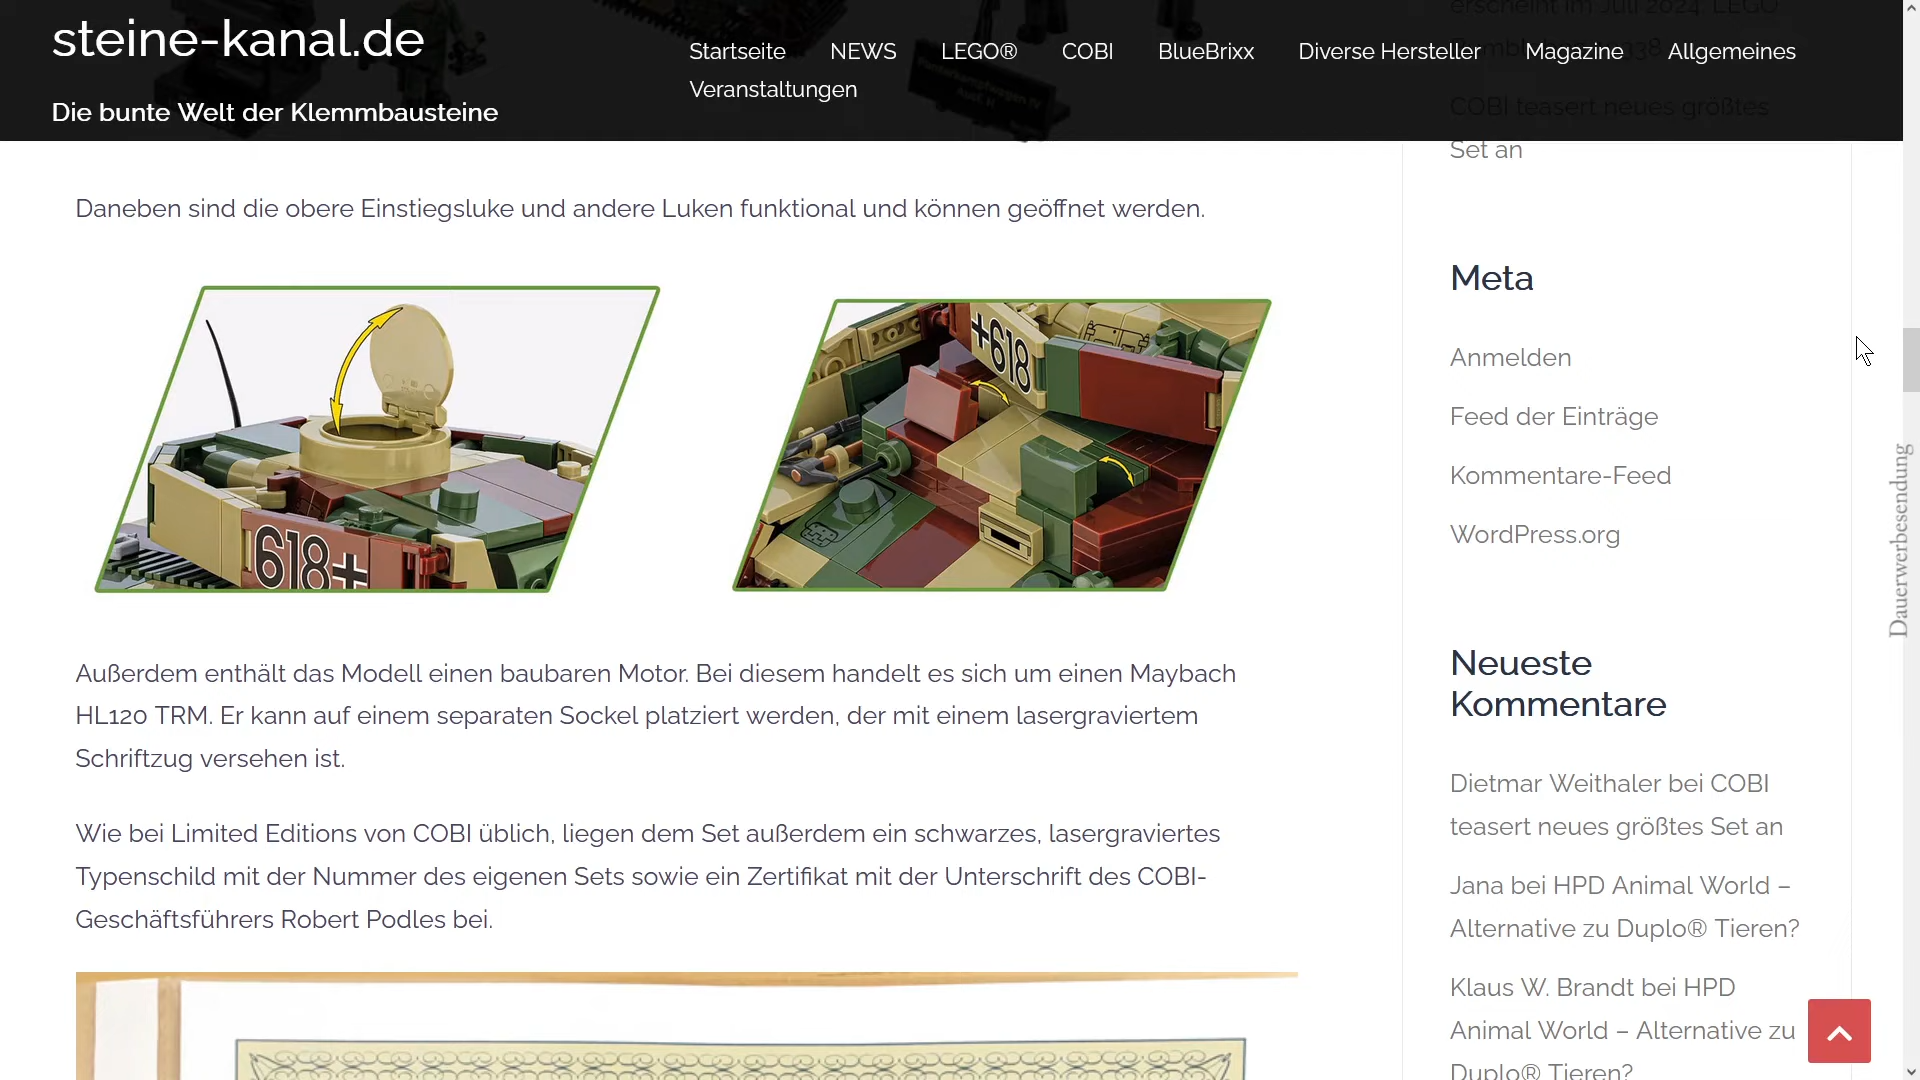 steine-kanal.de
Die bunte Welt der Klemmbausteine
Startseite NEWS LEGO® COBI BlueBrixx Diverse Hersteller Magazine Allgemeines
Veranstaltungen
Daneben sind die obere Einstiegsluke und andere Luken funktional und können geöffnet werden.
618+
+618
Außerdem enthält das Modell einen baubaren Motor. Bei diesem handelt es sich um einen Maybach
HL120 TRM. Er kann auf einem separaten Sockel platziert werden, der mit einem lasergraviertem
Schriftzug versehen ist.
Wie bei Limited Editions von COBI üblich, liegen dem Set außerdem ein schwarzes, lasergraviertes
Typenschild mit der Nummer des eigenen Sets sowie ein Zertifikat mit der Unterschrift des COBI-
Geschäftsführers Robert Podles bei.
erscheint im Juli 2024: LEGO
COBI teasert neues größtes
Set an
Meta
Anmelden
Feed der Einträge
Kommentare-Feed
WordPress.org
Neueste
Kommentare
Dietmar Weithaler bei COBI
teasert neues größtes Set an
Jana bei HPD Animal World –
Alternative zu Duplo® Tieren?
Klaus W. Brandt bei HPD
Animal World – Alternative zu
Duplo® Tieren?
Dauerwerbesendung